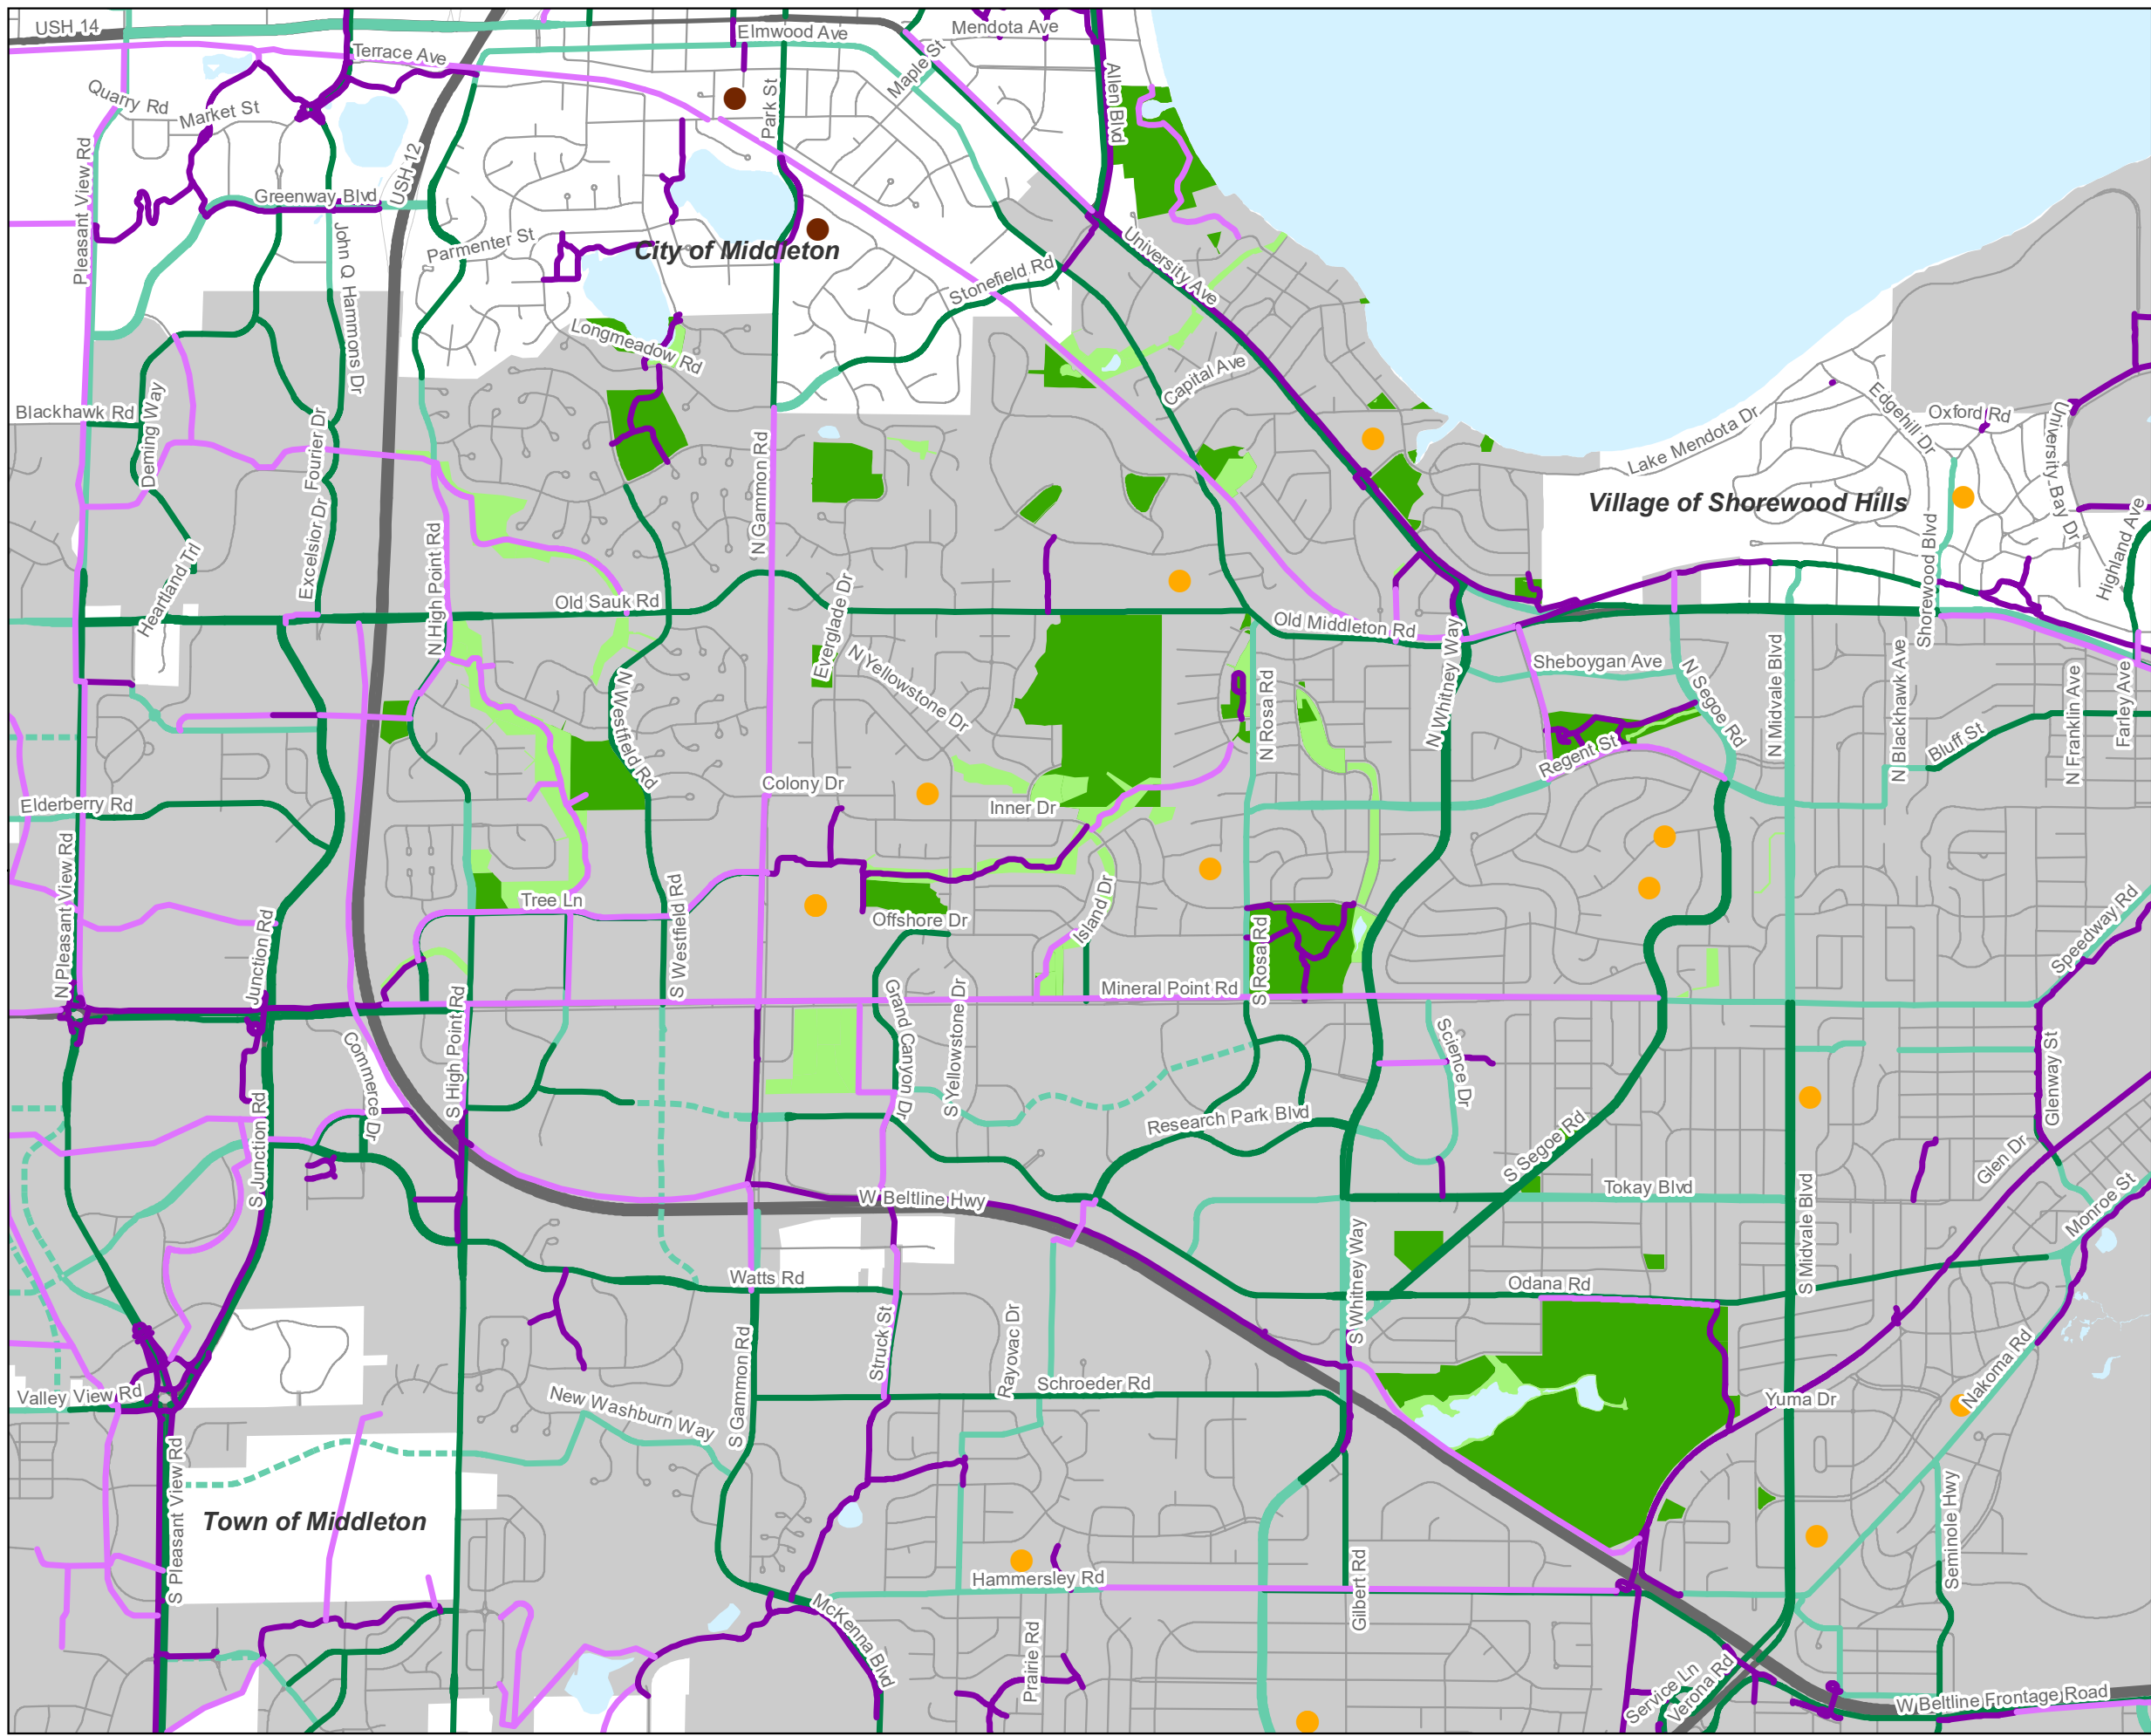 USH 14
Elmwood Ave
Mendota Ave
Terrace Ave
Maple St
Quarry Rd
Market St
Park St
Allen Blvd
USH 12
Pleasant View Rd
Greenway Blvd
John Q Hammons Dr
Parmenter St
City of Middleton
Stonefield Rd
University Ave
Longmeadow Rd
Capital Ave
Blackhawk Rd
Deming Way
Fourier Dr
N Gammon Rd
Lake Mendota Dr
Edgehill Dr
Oxford Rd
University Bay Dr
Village of Shorewood Hills
Excelsior Dr
N High Point Rd
Heartland Trl
Highland Ave
Shorewood Blvd
Old Sauk Rd
Everglade Dr
Old Middleton Rd
N Yellowstone Dr
N Westfield Rd
N Rosa Rd
N Whitney Way
Sheboygan Ave
N Segoe Rd
N Midvale Blvd
N Blackhawk Ave
N Franklin Ave
Farley Ave
Bluff St
Regent St
Colony Dr
Inner Dr
Elderberry Rd
N Pleasant View Rd
Junction Rd
Tree Ln
S Westfield Rd
Offshore Dr
Island Dr
S Rosa Rd
Speedway Rd
Mineral Point Rd
Grand Canyon Dr
S Yellowstone Dr
Science Dr
Commerce Dr
S High Point Rd
Glenway St
S Junction Rd
Research Park Blvd
S Segoe Rd
Glen Dr
Tokay Blvd
W Beltline Hwy
S Midvale Blvd
Monroe St
S Whitney Way
Watts Rd
Odana Rd
Struck St
Rayovac Dr
S Gammon Rd
Nakoma Rd
Valley View Rd
New Washburn Way
Schroeder Rd
Yuma Dr
S Pleasant View Rd
Town of Middleton
Seminole Hwy
Hammersley Rd
Gilbert Rd
McKenna Blvd
Prairie Rd
Service Ln
Verona Rd
W Beltline Frontage Road